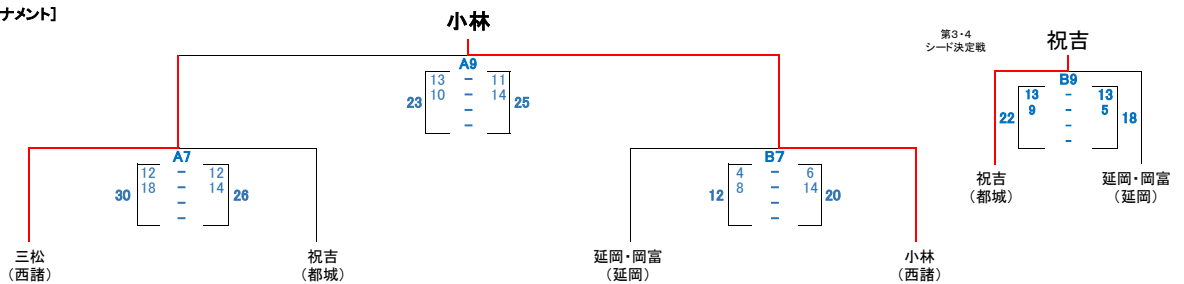 ナメント]
小林
A9
13 - 11
10 - 14
-
-
23
25
A7
12 - 12
18 - 14
-
-
30
26
B7
4 - 6
8 - 14
-
-
12
20
三松
(西諸)
祝吉
(都城)
延岡・岡富
(延岡)
小林
(西諸)
第3・4
シード決定戦
祝吉
B9
13 - 13
9 - 5
-
-
22
18
祝吉
(都城)
延岡・岡富
(延岡)